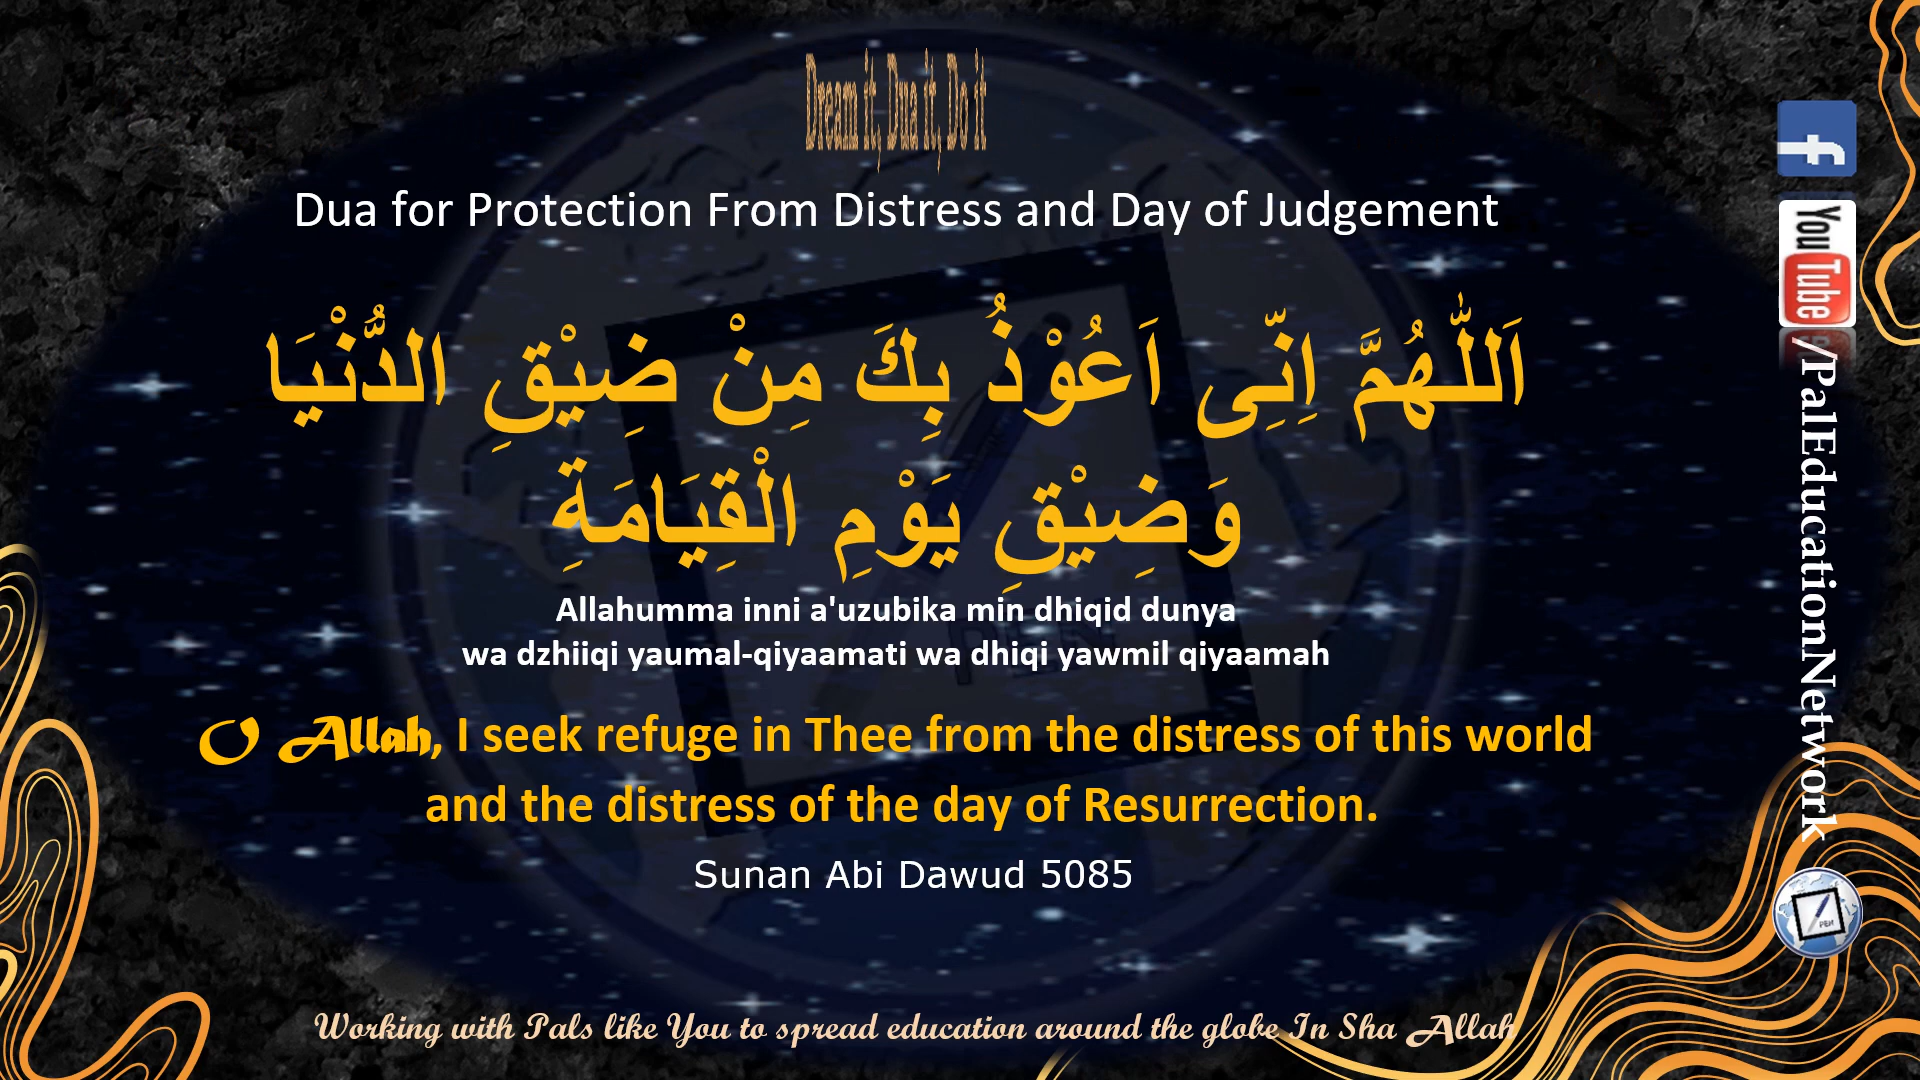 Dream it, Dua it, Do it
Dua for Protection From Distress and Day of Judgement
اَللّٰهُمَّ اِنِّى اَعُوْذُ بِكَ مِنْ ضِيْقِ الدُّنْيَا
وَضِيْقِ يَوْمِ الْقِيَامَةِ
Allahumma inni a'uzubika min dhiqid dunya
wa dzhiiqi yaumal-qiyaamati wa dhiqi yawmil qiyaamah
O Allah, I seek refuge in Thee from the distress of this world
and the distress of the day of Resurrection.
Sunan Abi Dawud 5085
Working with Pals like You to spread education around the globe In Sha Allah
f
YouTube
/PalEducationNetwork
PEN